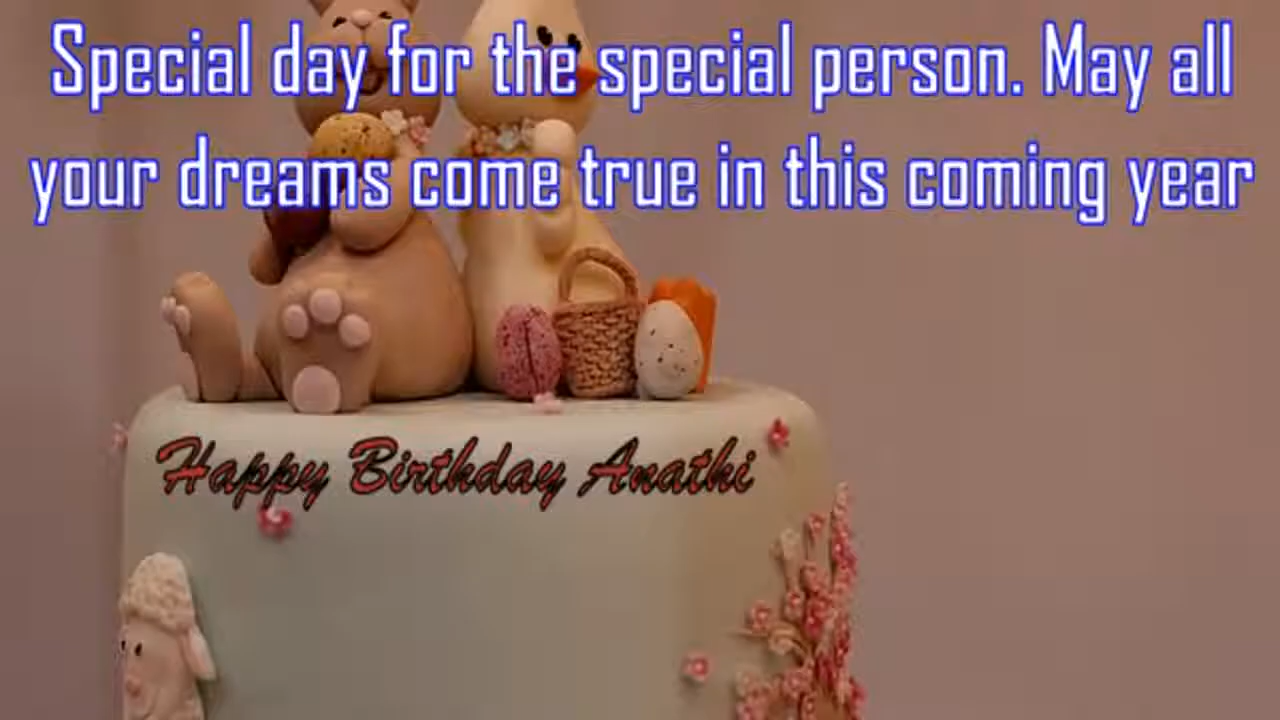 Special day for the special person. May all
your dreams come true in this coming year
Happy Birthday Anathi